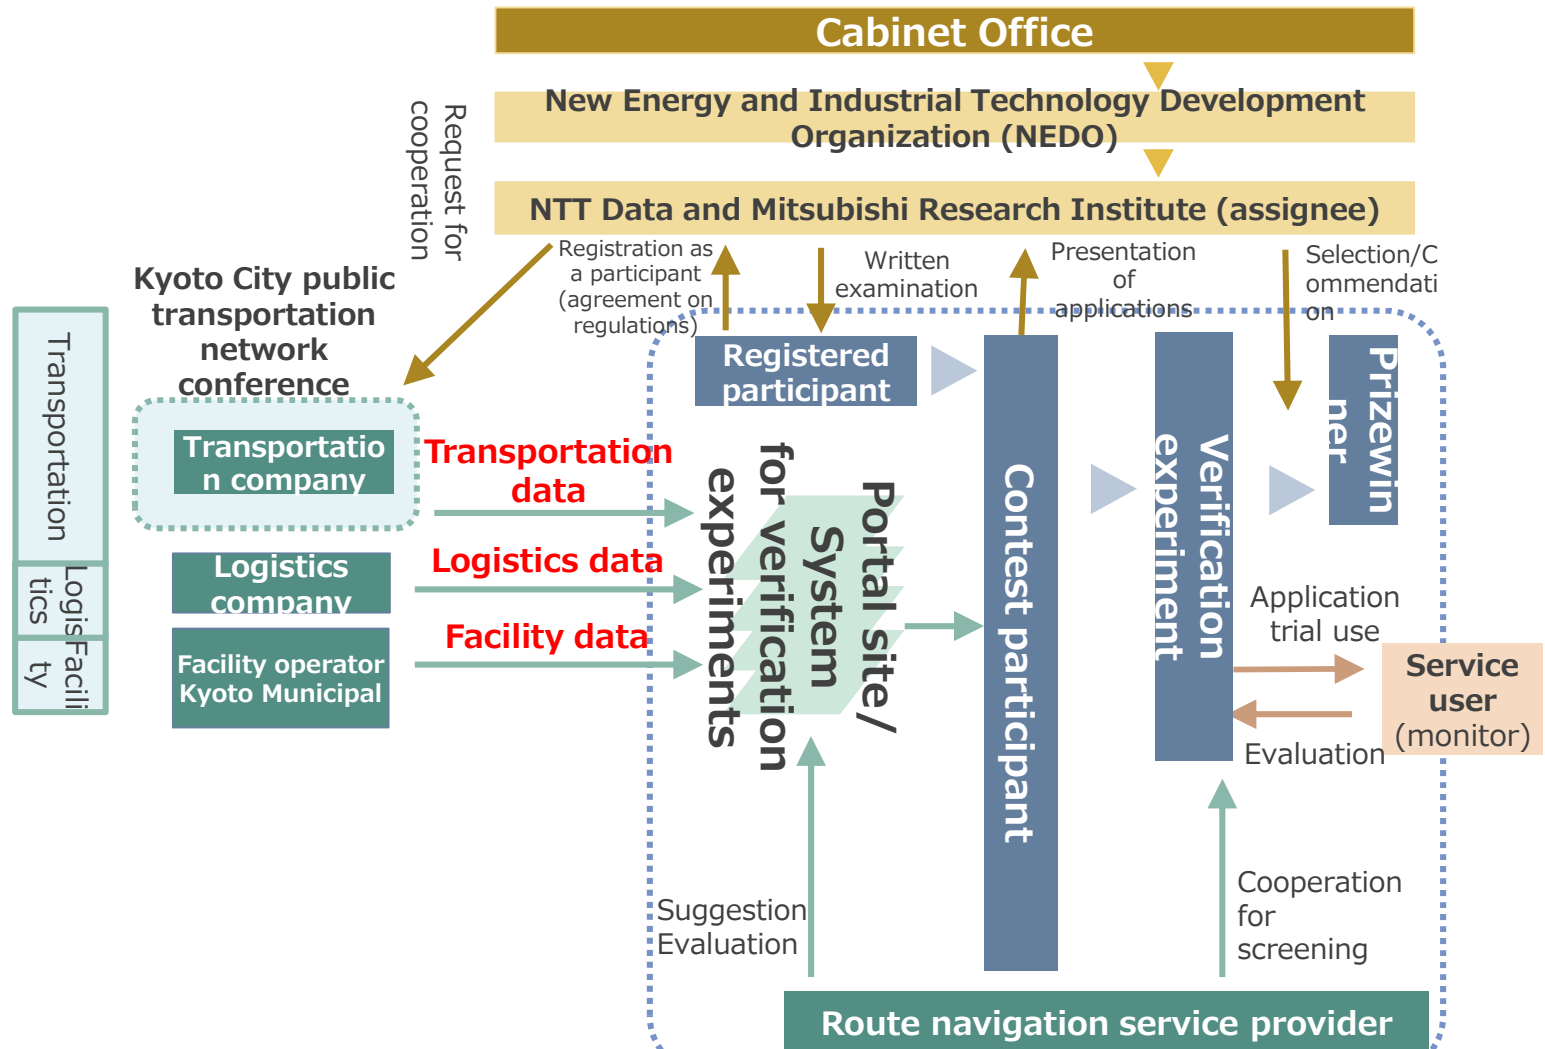 Cabinet Office
New Energy and Industrial Technology Development
Organization (NEDO)
NTT Data and Mitsubishi Research Institute (assignee)
Request for
cooperation
Registration as
a participant
(agreement on
regulations)
Written
examination
Presentation
of
applications
Selection/C
ommendati
on
Kyoto City public
transportation
network
conference
Transportation
Logis
tics
Facili
ty
Transportatio
n company
Logistics
company
Facility operator
Kyoto Municipal
Transportation
data
Logistics data
Facility data
Registered
participant
Portal site/
System
for verification
experiments
Contest participant
Verification
experiment
Prizewin
ner
Application
trial use
Service
user
(monitor)
Evaluation
Suggestion
Evaluation
Cooperation
for
screening
Route navigation service provider